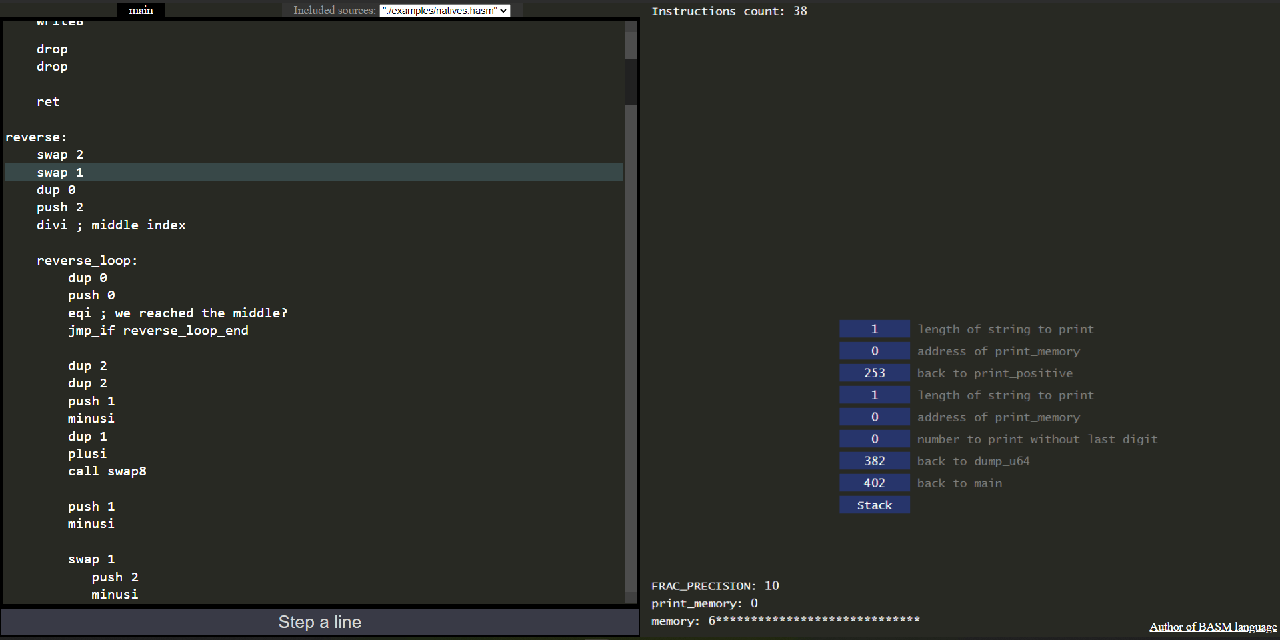 main
Included sources: "./examples/natives.hasm"
write8
drop
drop
ret
reverse:
swap 2
swap 1
dup 0
push 2
divi ; middle index
reverse_loop:
dup 0
push 0
eqi ; we reached the middle?
jmp_if reverse_loop_end
dup 2
dup 2
push 1
minusi
dup 1
plusi
call swap8
push 1
minusi
swap 1
push 2
minusi
Step a line
Instructions count: 38
1 length of string to print
0 address of print_memory
253 back to print_positive
1 length of string to print
0 address of print_memory
0 number to print without last digit
382 back to dump_u64
402 back to main
Stack
FRAC_PRECISION: 10
print_memory: 0
memory: 6*****************************
Author of BASM language